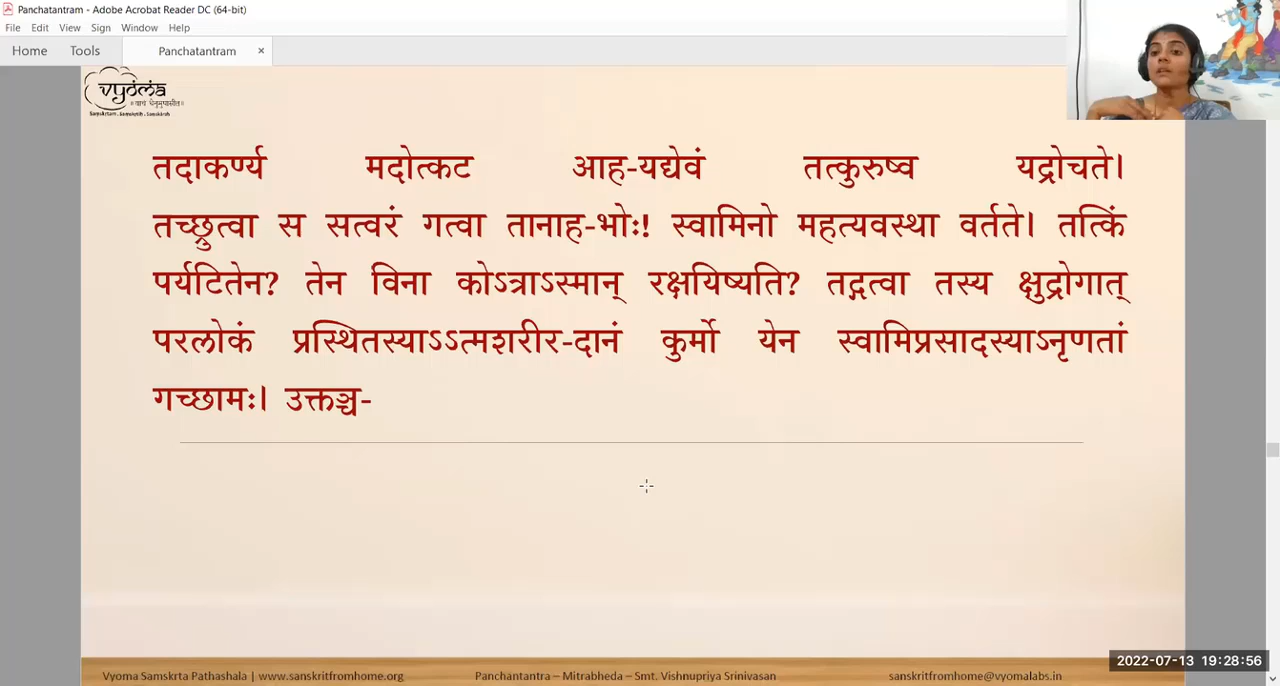 Panchatantram - Adobe Acrobat Reader DC (64-bit)
File Edit View Sign Window Help
Home Tools Panchatantram ×
vyoma
॥ वाचं धेनुमुपासीत॥
Samskrtam. Samskriti. Samskarah
तदाकर्ण्य मदोत्कट आह-यद्येवं तत्कुरुष्व यद्रोचते।
तच्छ्रुत्वा स सत्वरं गत्वा तानाह-भोः! स्वामिनो महत्यवस्था वर्तते। तत्किं
पर्यटितेन? तेन विना कोऽत्राऽस्मान् रक्षयिष्यति? तद्गत्वा तस्य क्षुद्रोगात्
परलोकं प्रस्थितस्याऽऽत्मशरीर-दानं कुर्मो येन स्वामिप्रसादस्याऽनृणतां
गच्छामः। उक्तञ्च-
Vyoma Samskrta Pathashala | www.sanskritfromhome.org Panchantantra – Mitrabheda – Smt. Vishnupriya Srinivasan sanskritfromhome@vyomalabs.in
2022-07-13 19:28:56